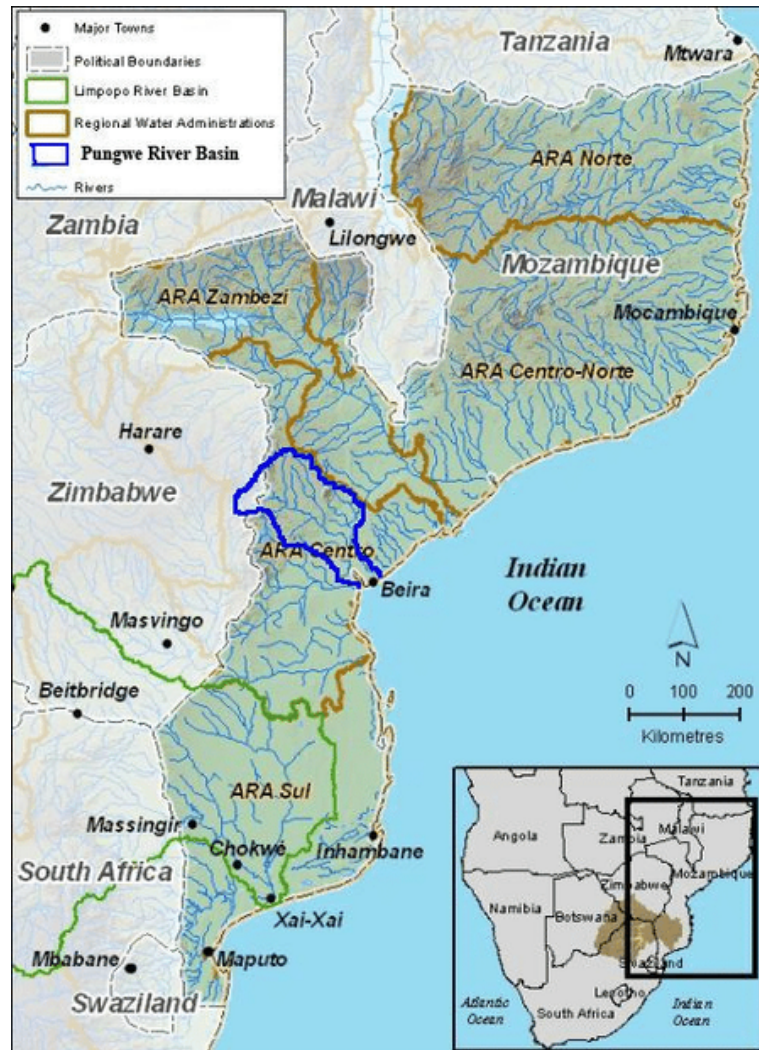 Major Towns
Political Boundaries
Limpopo River Basin
Regional Water Administrations
Pungwe River Basin
Rivers
Tanzania
Mtwara
ARA Norte
Malawi
Zambia
Lilongwe
Mozambique
ARA Zambezi
Mocambique
ARA Centro-Norte
Harare
Zimbabwe
ARA Centro
Beira
Indian
Ocean
Masvingo
N
Beitbridge
0 100 200
Kilometres
ARA Sul
Massingir
Chokwé
Inhambane
South Africa
Xai-Xai
Mbabane
Maputo
Swaziland
Tanzania
Angola
Zambia
Malawi
Mozambique
Zimbabwe
Namibia
Botswana
Swaziland
Lesotho
South Africa
Atlantic
Ocean
Indian
Ocean